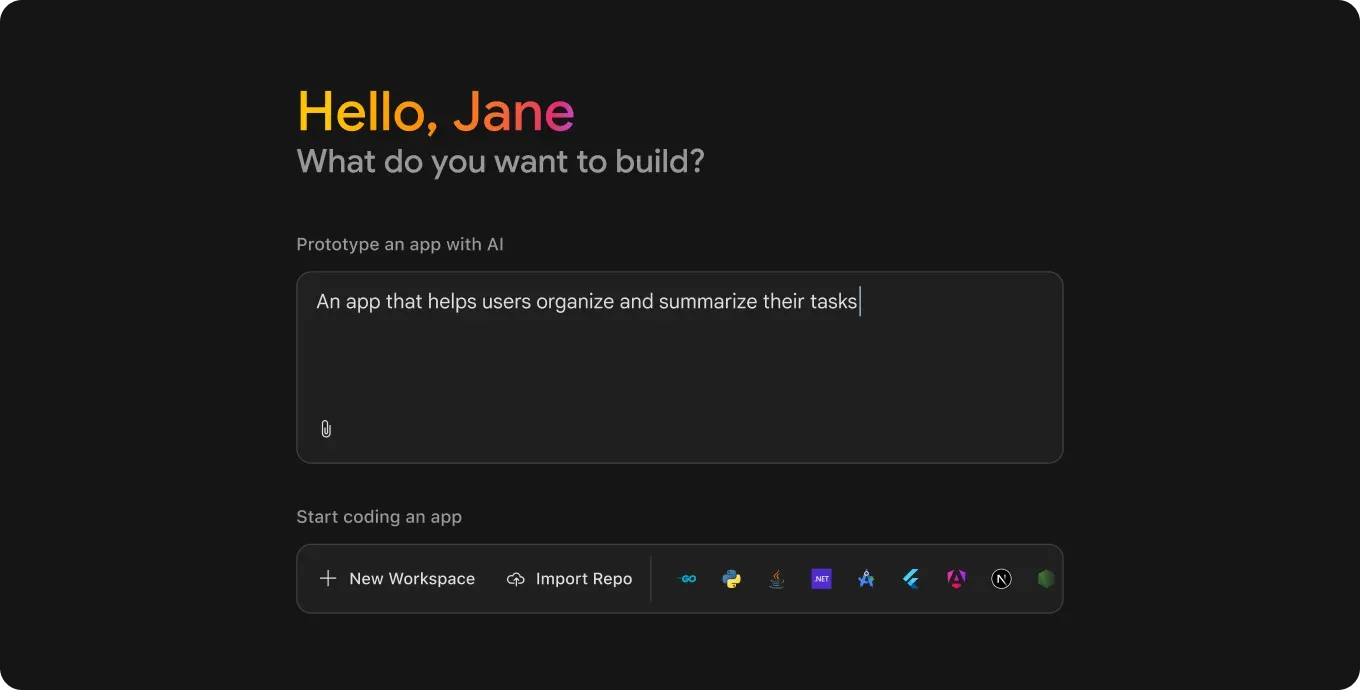 Hello, Jane
What do you want to build?
Prototype an app with AI
An app that helps users organize and summarize their tasks
Start coding an app
New Workspace Import Repo GO .NET N